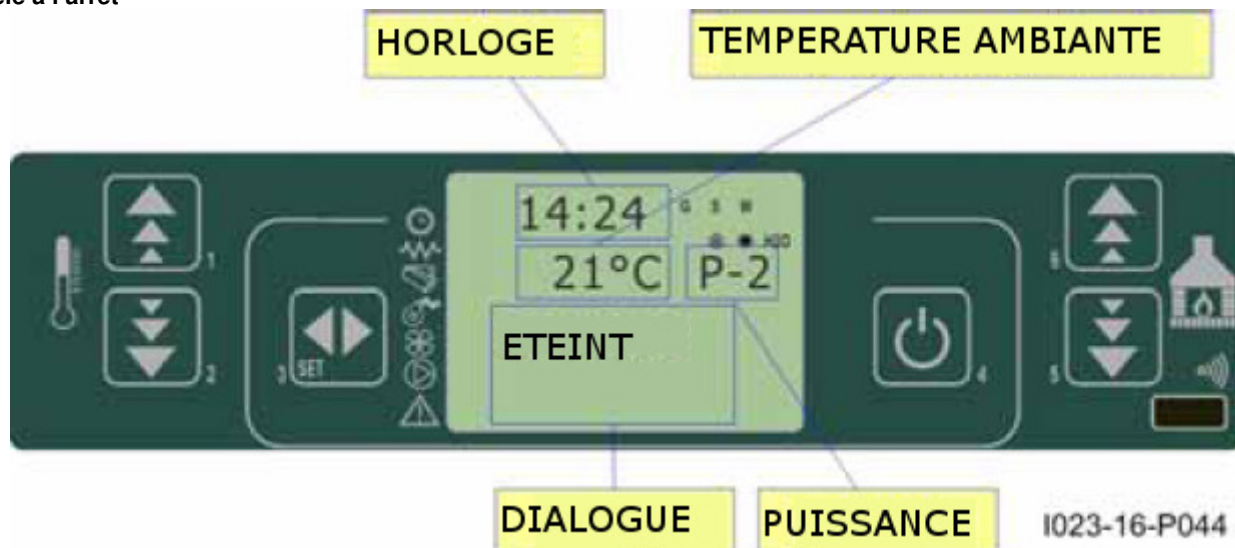 HORLOGE
TEMPERATURE AMBIANTE
14:24
G S W
H2O
21°C
P-2
ETEINT
1
2
3 SET
4
6
5
DIALOGUE
PUISSANCE
I023-16-P044